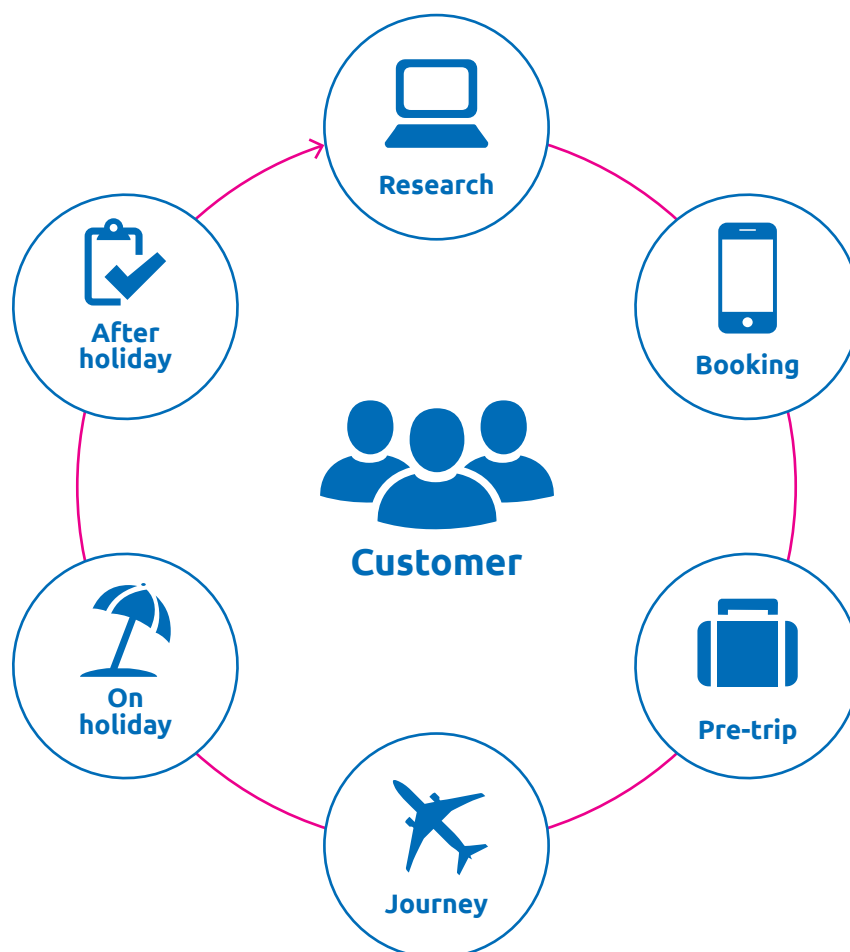 Research
Booking
Pre-trip
Journey
On
holiday
After
holiday
Customer